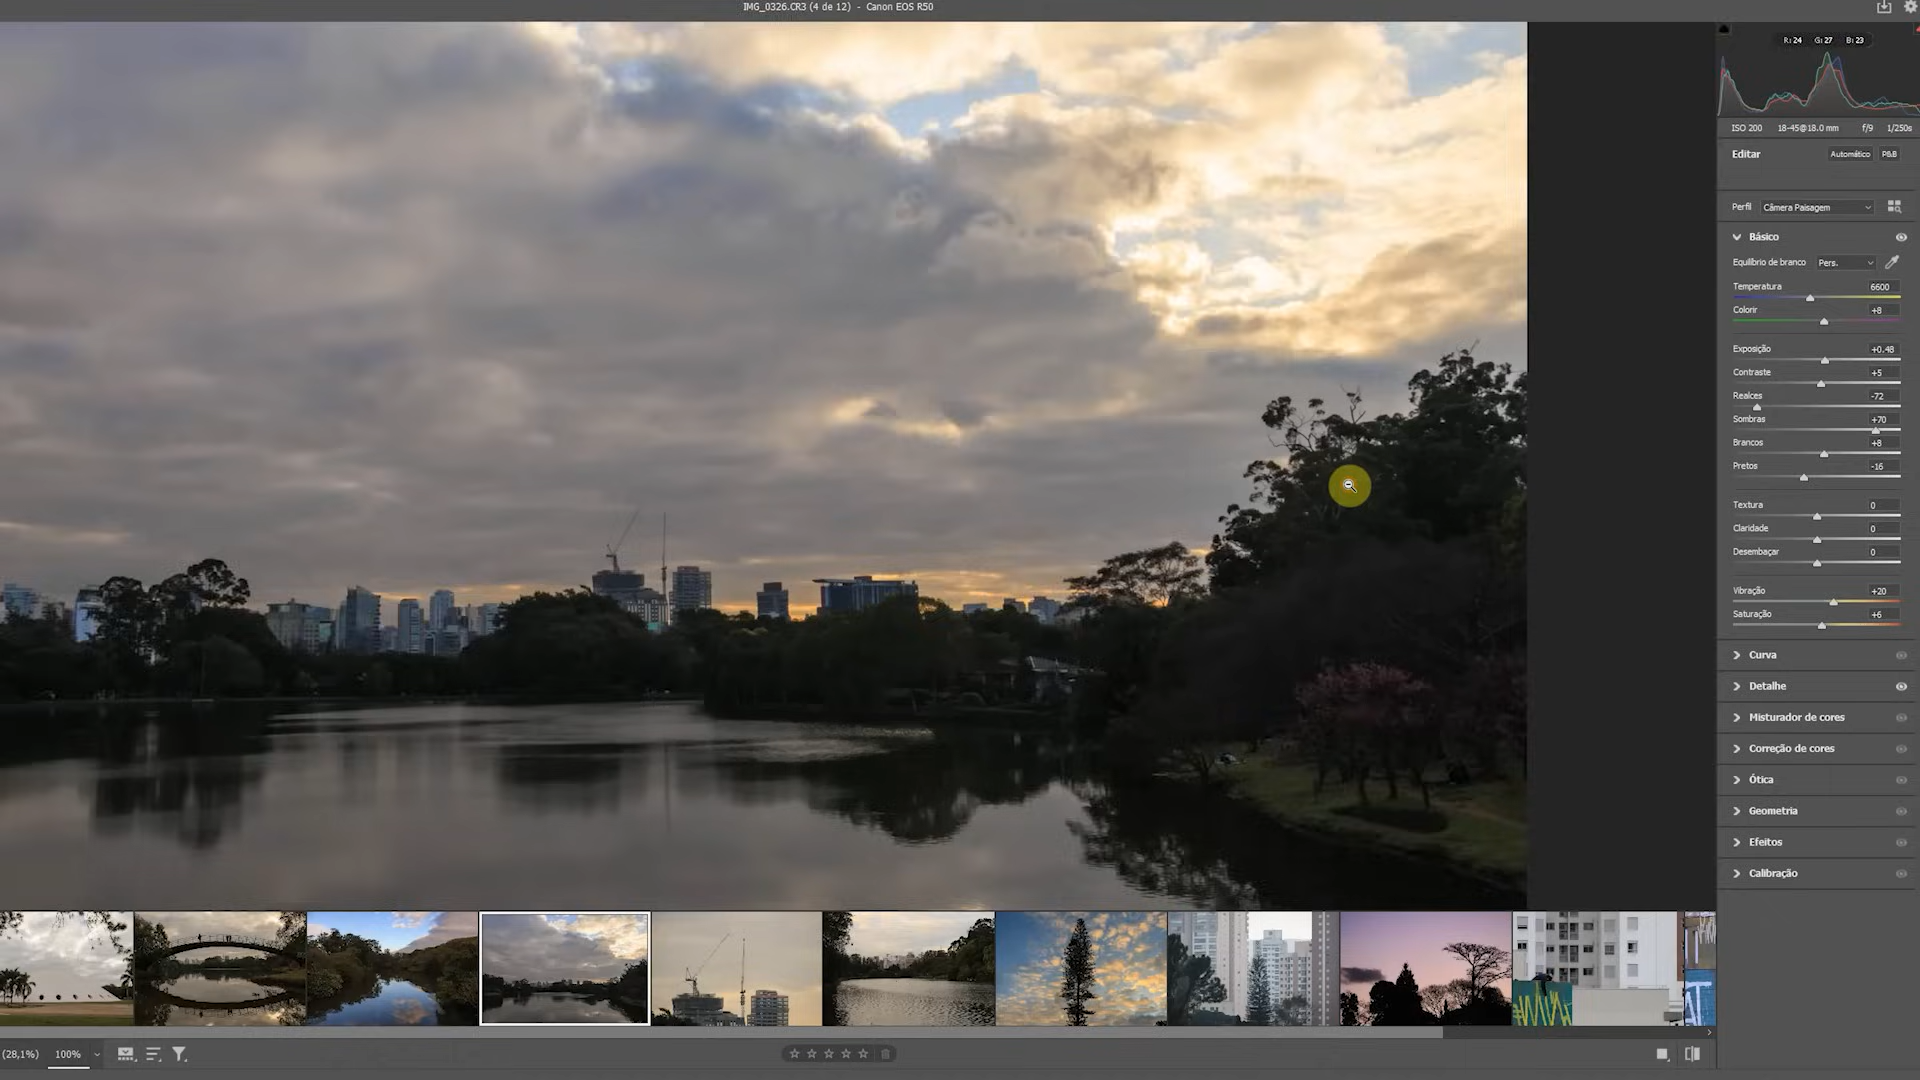 IMG_0326.CR3 (4 de 12) - Canon EOS R50
R: 24 G: 27 B: 23
ISO 200 18-45@18.0 mm f/9 1/250s
Editar Automático P&B
Perfil Câmera Paisagem
Básico
Equilíbrio de branco Pers.
Temperatura 6600
Colorir +8
Exposição +0.48
Contraste +5
Realces -72
Sombras +70
Brancos +8
Pretos -16
Textura 0
Claridade 0
Desembaçar 0
Vibração +20
Saturação +6
Curva
Detalhe
Misturador de cores
Correção de cores
Ótica
Geometria
Efeitos
Calibração
(28,1%) 100%